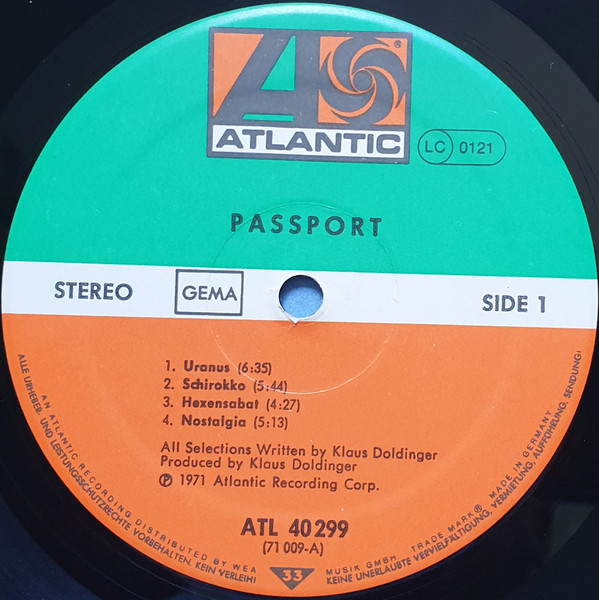 ATLANTIC
®
LC 0121
PASSPORT
STEREO
GEMA
SIDE 1
1. Uranus (6:35)
2. Schirokko (5:44)
3. Hexensabat (4:27)
4. Nostalgia (5:13)
All Selections Written by Klaus Doldinger
Produced by Klaus Doldinger
℗ 1971 Atlantic Recording Corp.
ATL 40 299
(71 009-A)
33
AN ATLANTIC RECORDING DISTRIBUTED BY WEA MUSIK GMBH. TRADE MARK® MADE IN GERMANY
ALLE URHEBER- UND LEISTUNGSSCHUTZRECHTE VORBEHALTEN. KEIN VERLEIH! KEINE UNERLAUBTE VERVIELFÄLTIGUNG, VERMIETUNG, AUFFÜHRUNG, SENDUNG!